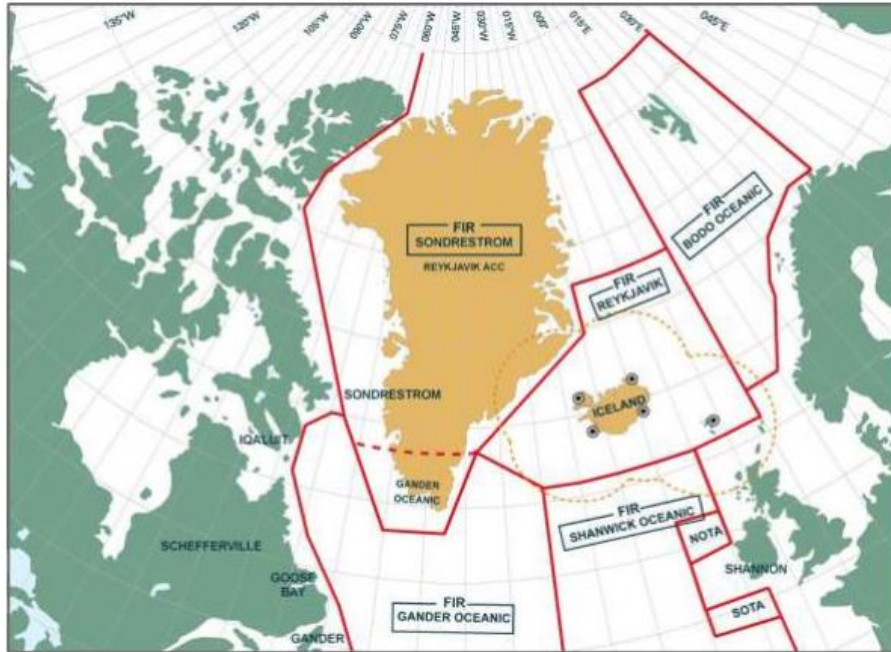 135°W
120°W
105°W
090°W
075°W
060°W
045°W
030°W
015°W
000°
015°E
030°E
045°E
FIR
BODO OCEANIC
FIR
SONDRESTROM
REYKJAVIK ACC
FIR
REYKJAVIK
SONDRESTROM
ICELAND
IQALUIT
GANDER
OCEANIC
FIR
SHANWICK OCEANIC
NOTA
SCHEFFERVILLE
SHANNON
GOOSE
BAY
FIR
GANDER OCEANIC
SOTA
GANDER